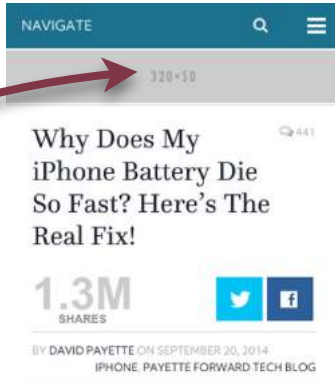 NAVIGATE
320×50
Why Does My
441
iPhone Battery Die
So Fast? Here's The
Real Fix!
1.3M
SHARES
BY DAVID PAYETTE ON SEPTEMBER 20, 2014
IPHONE, PAYETTE FORWARD TECH BLOG